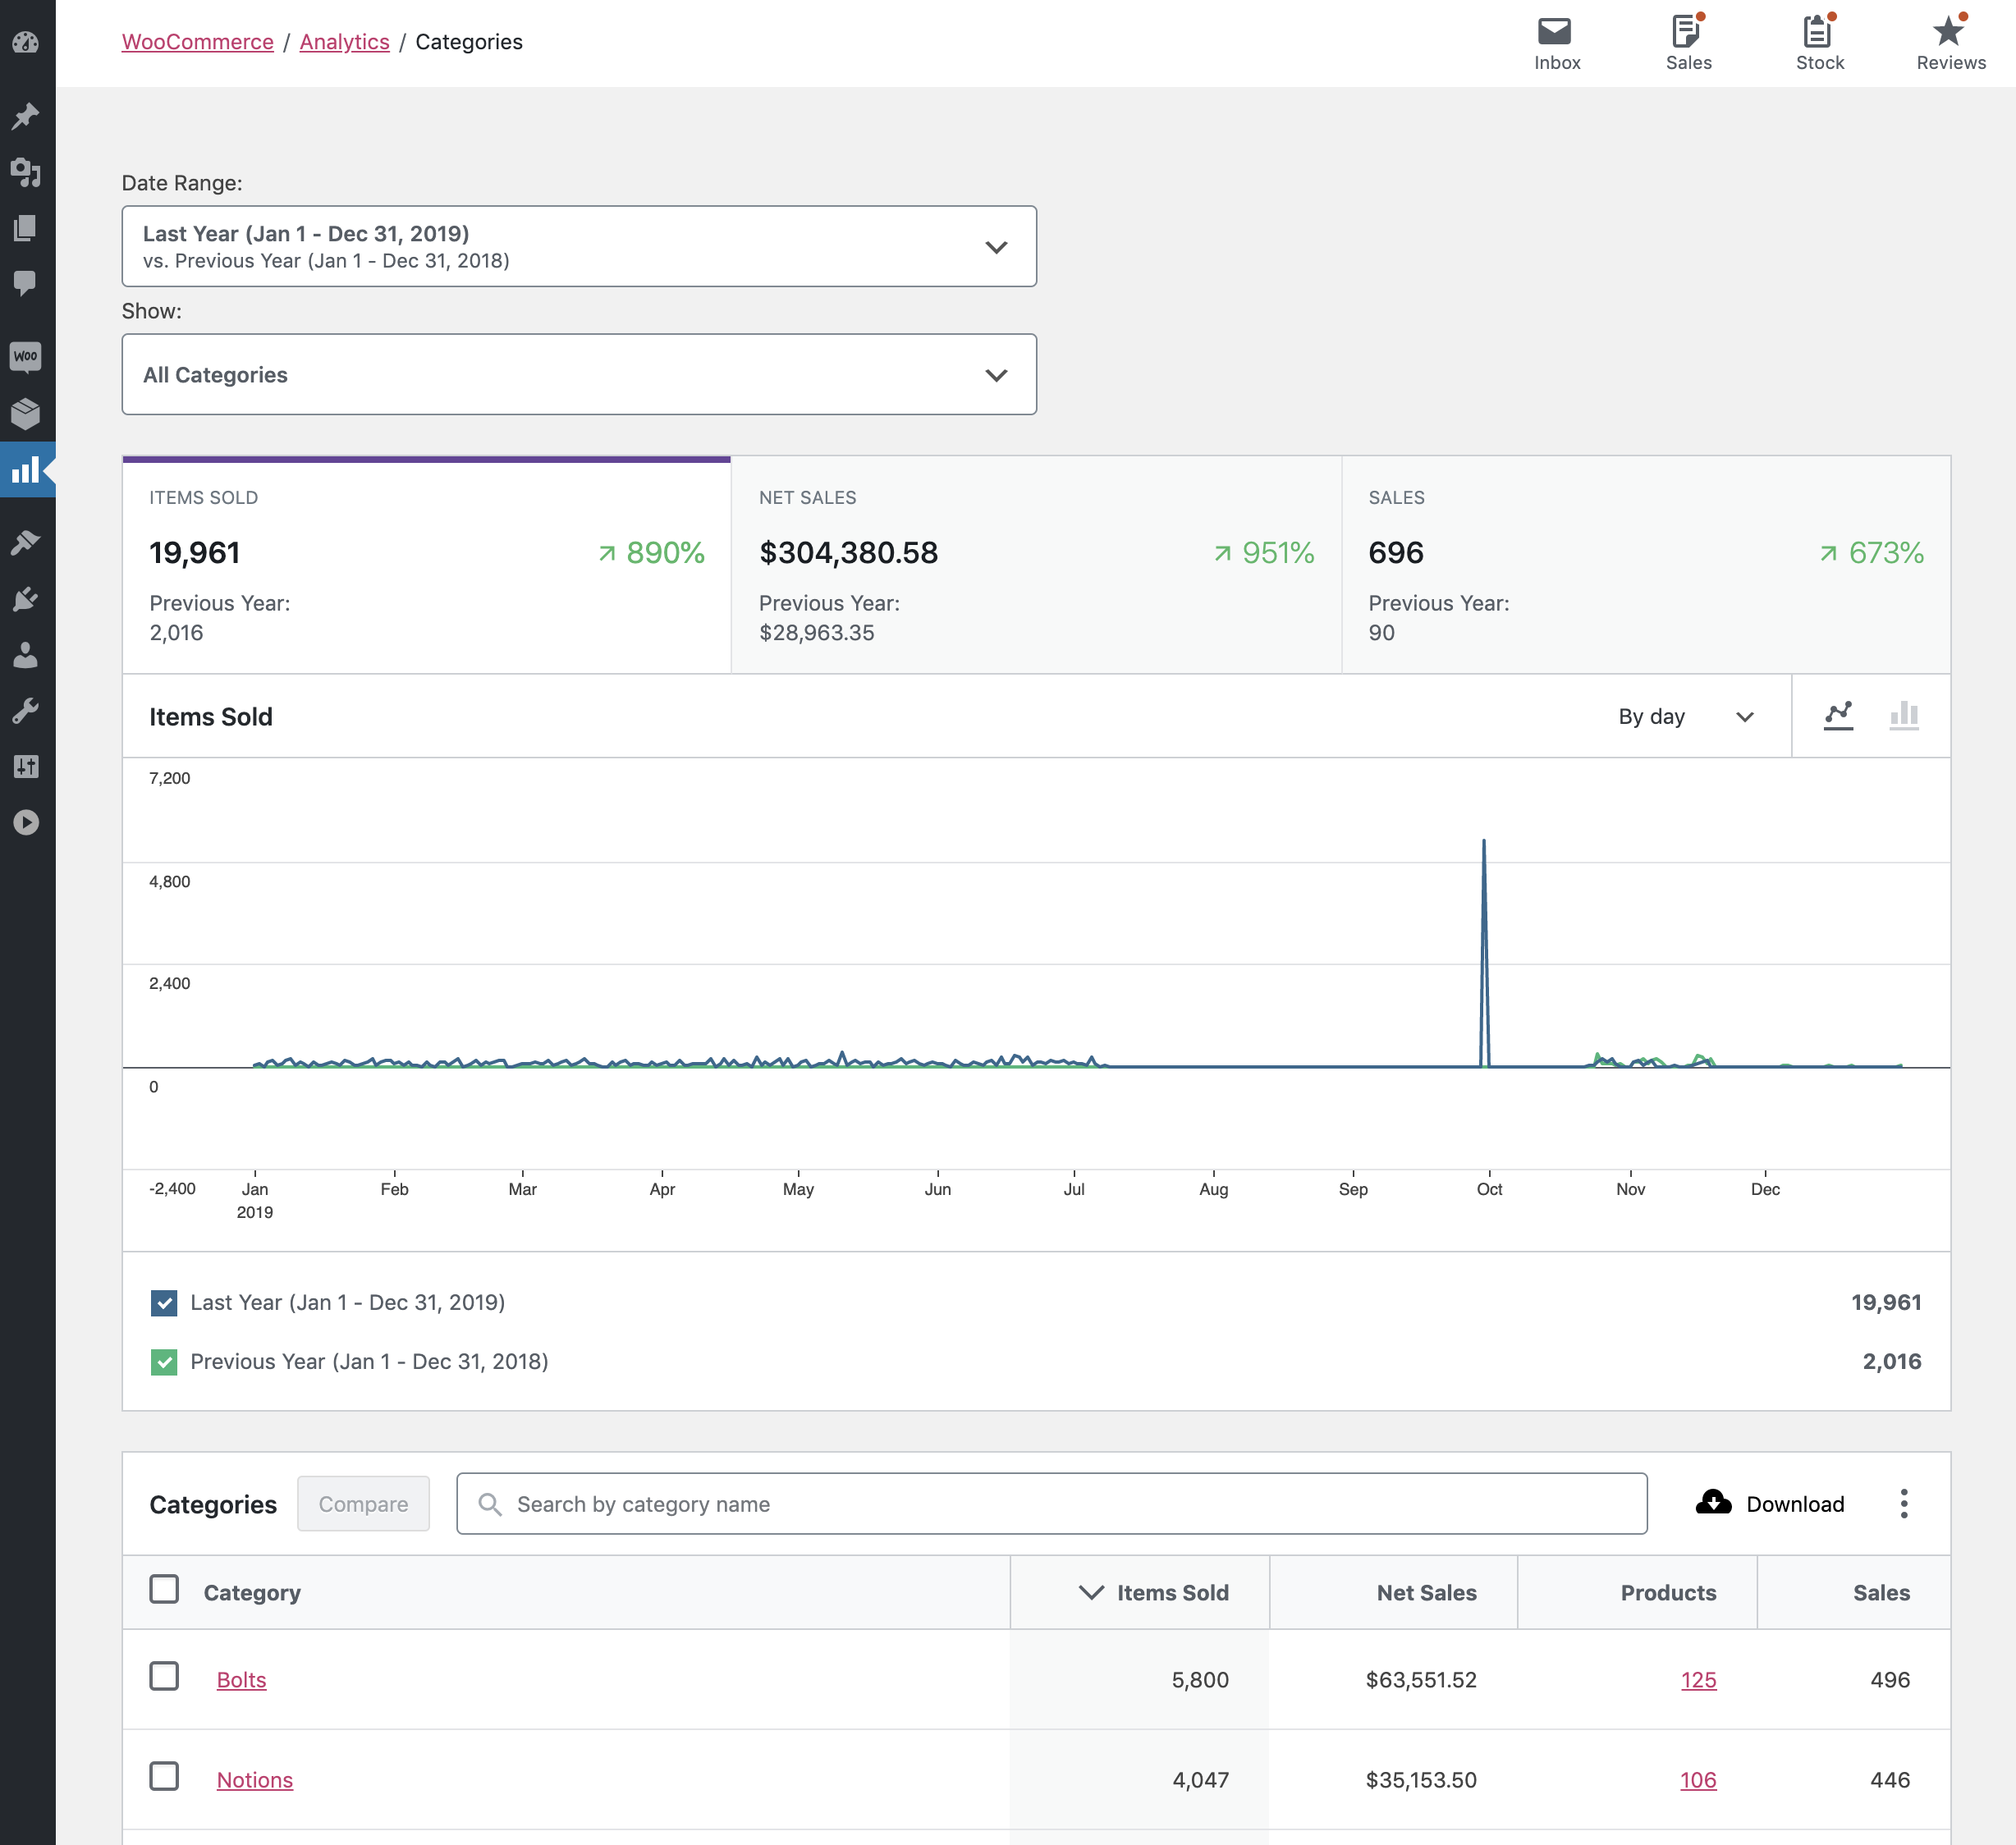 WooCommerce / Analytics / Categories
Inbox
Sales
Stock
Reviews
Woo
Date Range:
Last Year (Jan 1 - Dec 31, 2019)
vs. Previous Year (Jan 1 - Dec 31, 2018)
Show:
All Categories
ITEMS SOLD
19,961
890%
Previous Year:
2,016
NET SALES
$304,380.58
951%
Previous Year:
$28,963.35
SALES
696
673%
Previous Year:
90
Items Sold
By day
7,200
4,800
2,400
0
-2,400
Jan
2019
Feb
Mar
Apr
May
Jun
Jul
Aug
Sep
Oct
Nov
Dec
Last Year (Jan 1 - Dec 31, 2019) 19,961
Previous Year (Jan 1 - Dec 31, 2018) 2,016
Categories
Compare
Search by category name
Download
Category Items Sold Net Sales Products Sales
Bolts 5,800 $63,551.52 125 496
Notions 4,047 $35,153.50 106 446